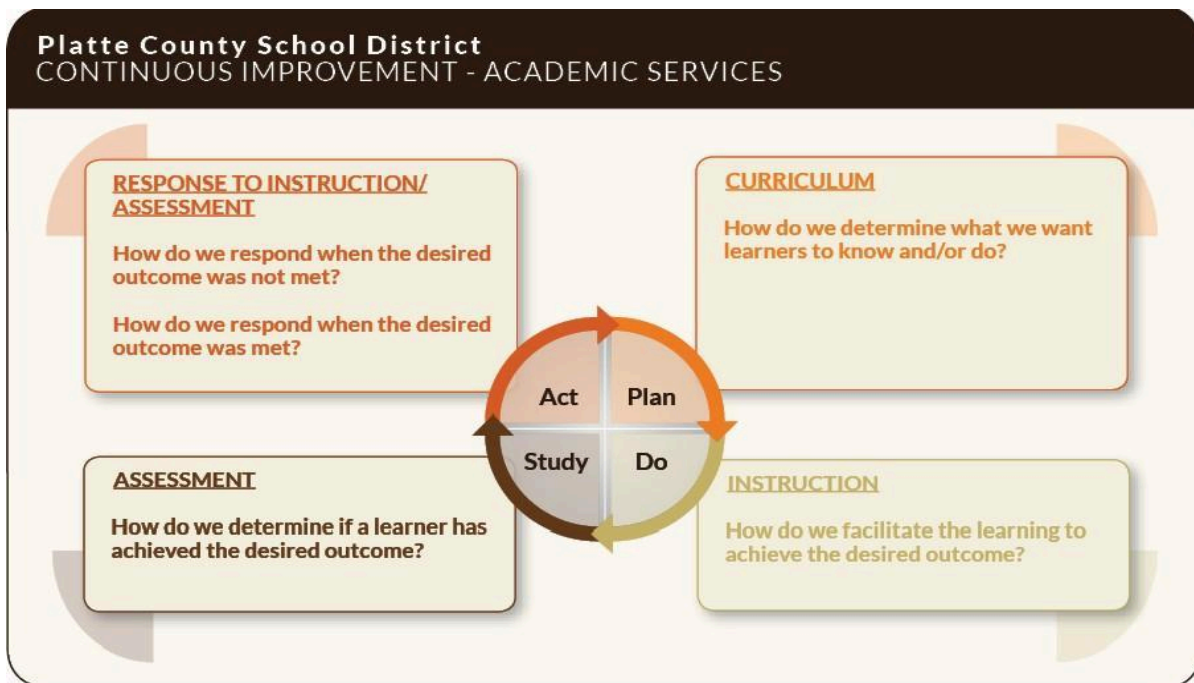 Platte County School District
CONTINUOUS IMPROVEMENT - ACADEMIC SERVICES
RESPONSE TO INSTRUCTION/
ASSESSMENT
How do we respond when the desired
outcome was not met?
How do we respond when the desired
outcome was met?
CURRICULUM
How do we determine what we want
learners to know and/or do?
Act
Plan
Study
Do
ASSESSMENT
How do we determine if a learner has
achieved the desired outcome?
INSTRUCTION
How do we facilitate the learning to
achieve the desired outcome?